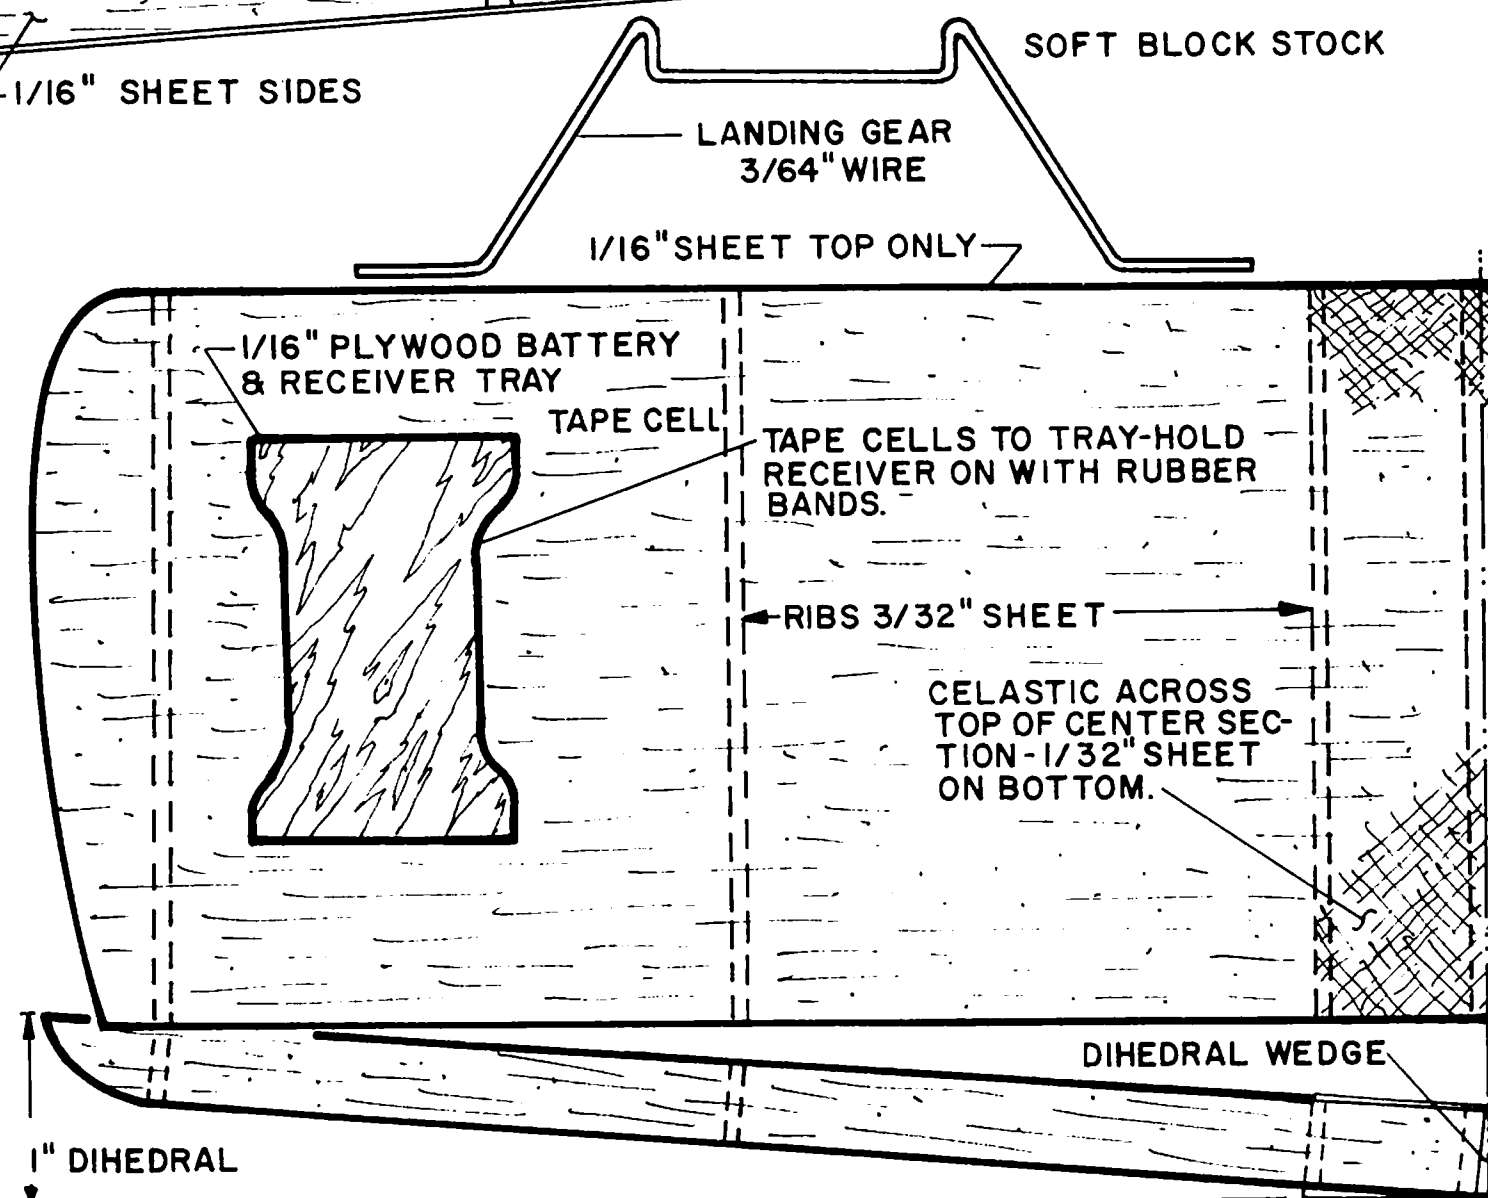 SOFT BLOCK STOCK
1/16" SHEET SIDES
LANDING GEAR
3/64" WIRE
1/16" SHEET TOP ONLY
1/16" PLYWOOD BATTERY
& RECEIVER TRAY
TAPE CELL
TAPE CELLS TO TRAY-HOLD
RECEIVER ON WITH RUBBER
BANDS.
RIBS 3/32" SHEET
CELASTIC ACROSS
TOP OF CENTER SEC-
TION-1/32" SHEET
ON BOTTOM.
DIHEDRAL WEDGE
1" DIHEDRAL